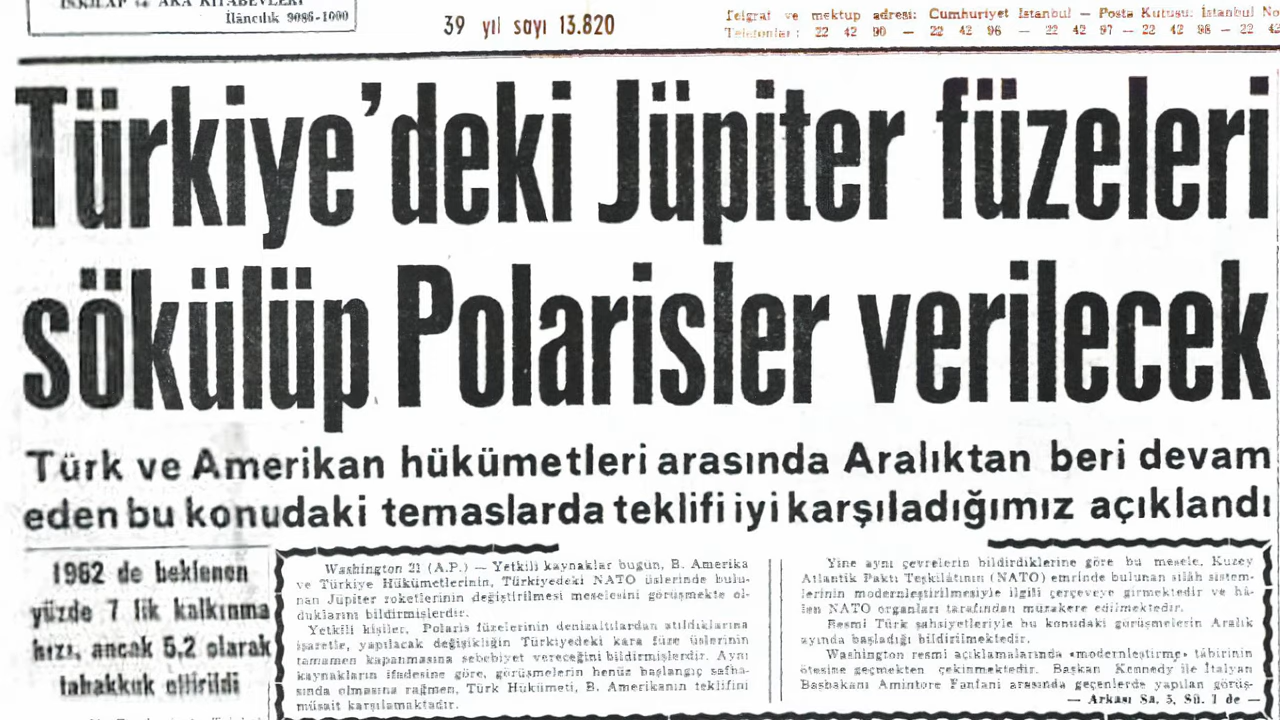 İNKILAP ve AKA KİTABEVLERİ
İlâncılık 9086-1000
39 yıl sayı 13.820
Telgraf ve mektup adresi: Cumhuriyet İstanbul — Posta Kutusu: İstanbul No
Telefonlar: 22 42 90 — 22 42 96 — 22 42 97 — 22 42 98 — 22 42
Türkiye'deki Jüpiter füzeleri
sökülüp Polarisler verilecek
Türk ve Amerikan hükümetleri arasında Aralıktan beri devam
eden bu konudaki temaslarda teklifi iyi karşıladığımız açıklandı
1962 de beklenen
yüzde 7 lik kalkınma
hızı, ancak 5,2 olarak
tahakkuk ettirildi
Washington 21 (A.P.) — Yetkili kaynaklar bugün, B. Amerika
ve Türkiye Hükümetlerinin, Türkiyedeki NATO üslerinde bulu-
nan Jüpiter roketlerinin değiştirilmesi meselesini görüşmekte ol-
duklarını bildirmişlerdir.
Yetkili kişiler, Polaris füzelerinin denizaltılardan atıldıklarına
işaretle, yapılacak değişikliğin Türkiyedeki kara füze üslerinin
tamamen kapanmasına sebebiyet vereceğini bildirmişlerdir. Aynı
kaynakların ifadesine göre, görüşmelerin henüz başlangıç safha-
sında olmasına rağmen, Türk Hükümeti, B. Amerikanın teklifini
müsait karşılamaktadır.
Yine aynı çevrelerin bildirdiklerine göre bu mesele, Kuzey
Atlantik Paktı Teşkilâtının (NATO) emrinde bulunan silâh sistem-
lerinin modernleştirilmesiyle ilgili çerçeveye girmektedir ve hâ-
len NATO organları tarafından müzakere edilmektedir.
Resmî Türk şahsiyetleriyle bu konudaki görüşmelerin Aralık
ayında başladığı bildirilmektedir.
Washington resmî açıklamalarında «modernleştirme» tâbirinin
ötesine geçmekten çekinmektedir. Başkan Kennedy ile İtalyan
Başbakanı Amintore Fanfani arasında geçenlerde yapılan görüş-
— Arkası Sa. 5, Sü. 1 de —